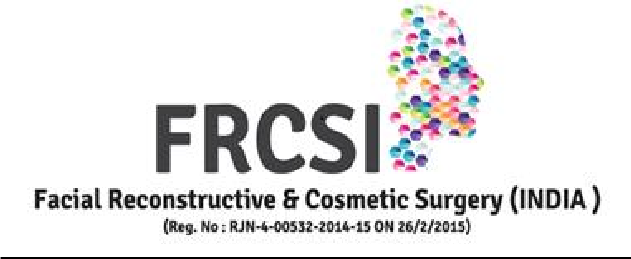 FRCSI
Facial Reconstructive & Cosmetic Surgery (INDIA )
(Reg. No : RJN-4-00532-2014-15 ON 26/2/2015)